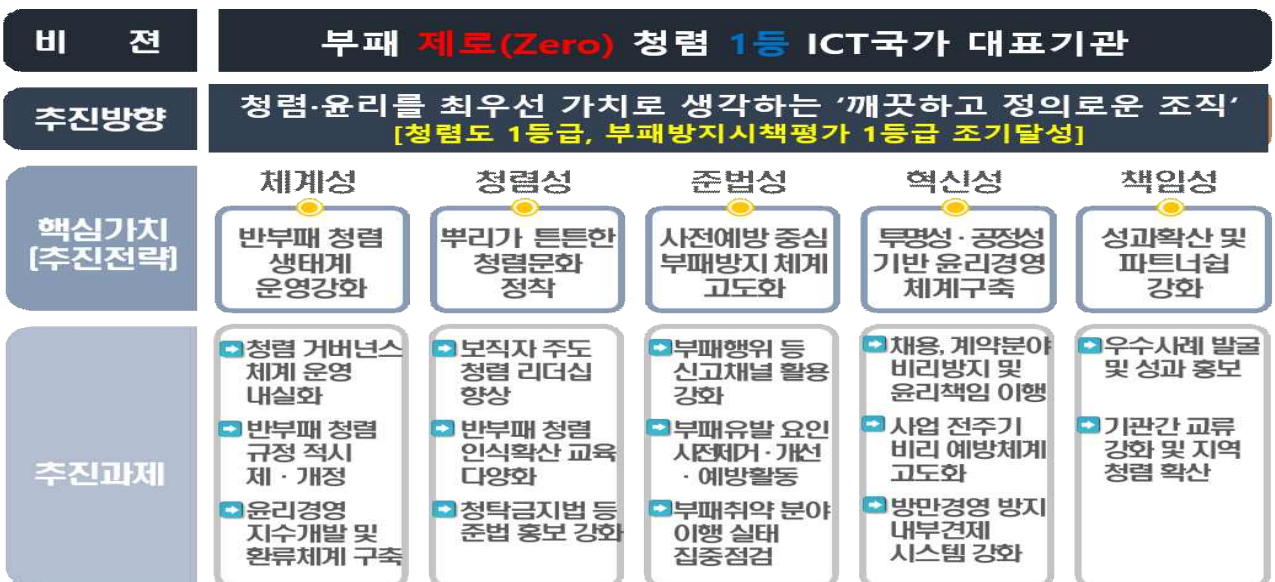 비 전
부패 제로(Zero) 청렴 1등 ICT국가 대표기관
추진방향
청렴·윤리를 최우선 가치로 생각하는 ‘깨끗하고 정의로운 조직’
[청렴도 1등급, 부패방지시책평가 1등급 조기달성]
핵심가치
[추진전략]
체계성
반부패 청렴
생태계
운영강화
청렴성
뿌리가 튼튼한
청렴문화
정착
준법성
사전예방 중심
부패방지 체계
고도화
혁신성
투명성·공정성
기반 윤리경영
체계구축
책임성
성과확산 및
파트너쉽
강화
추진과제
청렴 거버넌스
체계 운영
내실화
반부패 청렴
규정 적시
제·개정
윤리경영
지수개발 및
환류체계 구축
보직자 주도
청렴 리더십
향상
반부패 청렴
인식확산 교육
다양화
청탁금지법 등
준법 홍보 강화
부패행위 등
신고채널 활용
강화
부패유발 요인
사전제거·개선
·예방활동
부패취약 분야
이행 실태
집중점검
채용, 계약분야
비리방지 및
윤리책임 이행
사업 전주기
비리 예방체계
고도화
방만경영 방지
내부견제
시스템 강화
우수사례 발굴
및 성과 홍보
기관간 교류
강화 및 지역
청렴 확산